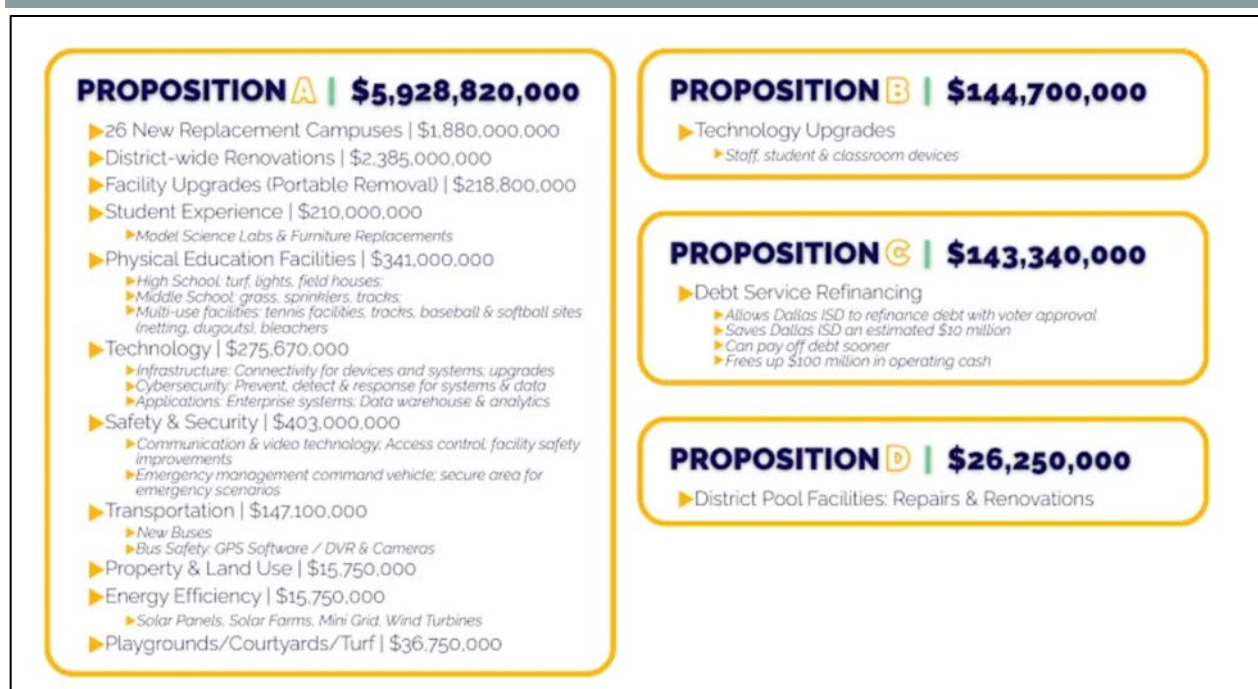 PROPOSITION A | $5,928,820,000
▶26 New Replacement Campuses | $1,880,000,000
▶District-wide Renovations | $2,385,000,000
▶Facility Upgrades (Portable Removal) | $218,800,000
▶Student Experience | $210,000,000
▶Model Science Labs & Furniture Replacements
▶Physical Education Facilities | $341,000,000
▶High School: turf, lights, field houses;
▶Middle School: grass, sprinklers, tracks;
▶Multi-use facilities: tennis facilities, tracks, baseball & softball sites
(netting, dugouts), bleachers
▶Technology | $275,670,000
▶Infrastructure: Connectivity for devices and systems; upgrades
▶Cybersecurity: Prevent, detect & response for systems & data
▶Applications: Enterprise systems; Data warehouse & analytics
▶Safety & Security | $403,000,000
▶Communication & video technology; Access control; facility safety
improvements
▶Emergency management command vehicle; secure area for
emergency scenarios
▶Transportation | $147,100,000
▶New Buses
▶Bus Safety: GPS Software / DVR & Cameras
▶Property & Land Use | $15,750,000
▶Energy Efficiency | $15,750,000
▶Solar Panels, Solar Farms, Mini Grid, Wind Turbines
▶Playgrounds/Courtyards/Turf | $36,750,000
PROPOSITION B | $144,700,000
▶Technology Upgrades
▶Staff, student & classroom devices
PROPOSITION C | $143,340,000
▶Debt Service Refinancing
▶Allows Dallas ISD to refinance debt with voter approval
▶Saves Dallas ISD an estimated $10 million
▶Can pay off debt sooner
▶Frees up $100 million in operating cash
PROPOSITION D | $26,250,000
▶District Pool Facilities: Repairs & Renovations